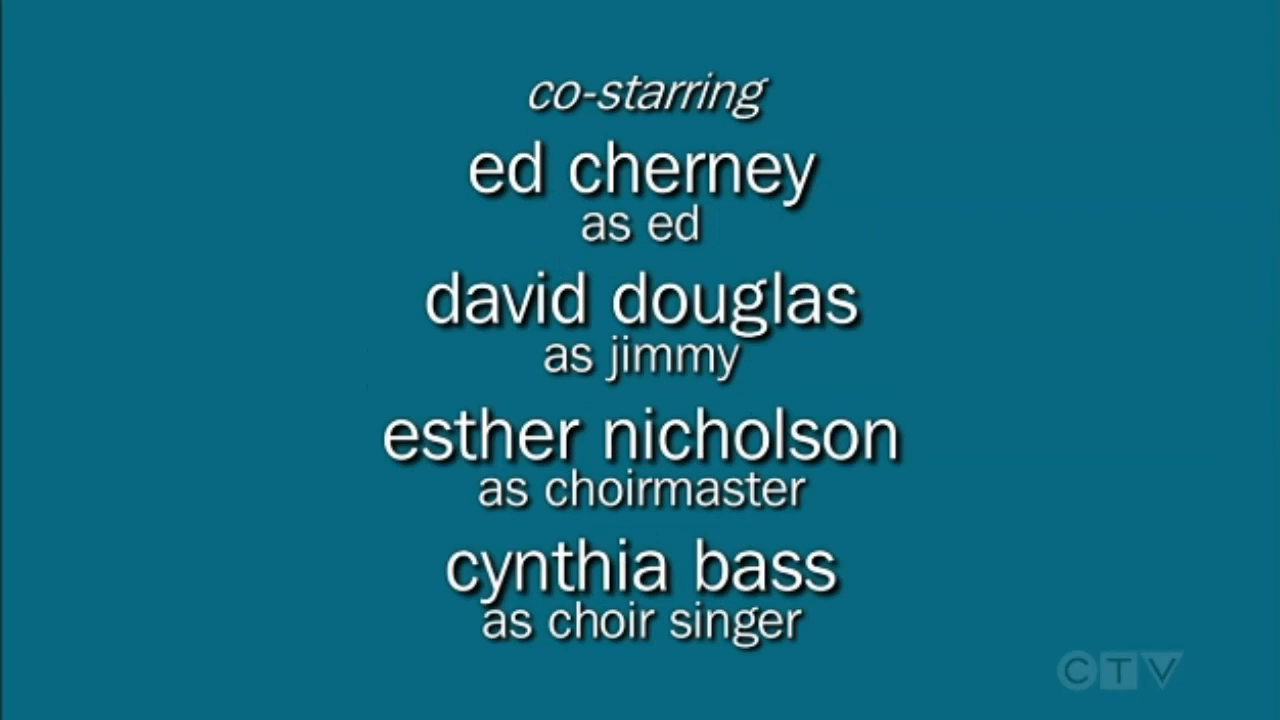 co-starring
ed cherney
as ed
david douglas
as jimmy
esther nicholson
as choirmaster
cynthia bass
as choir singer
CTV